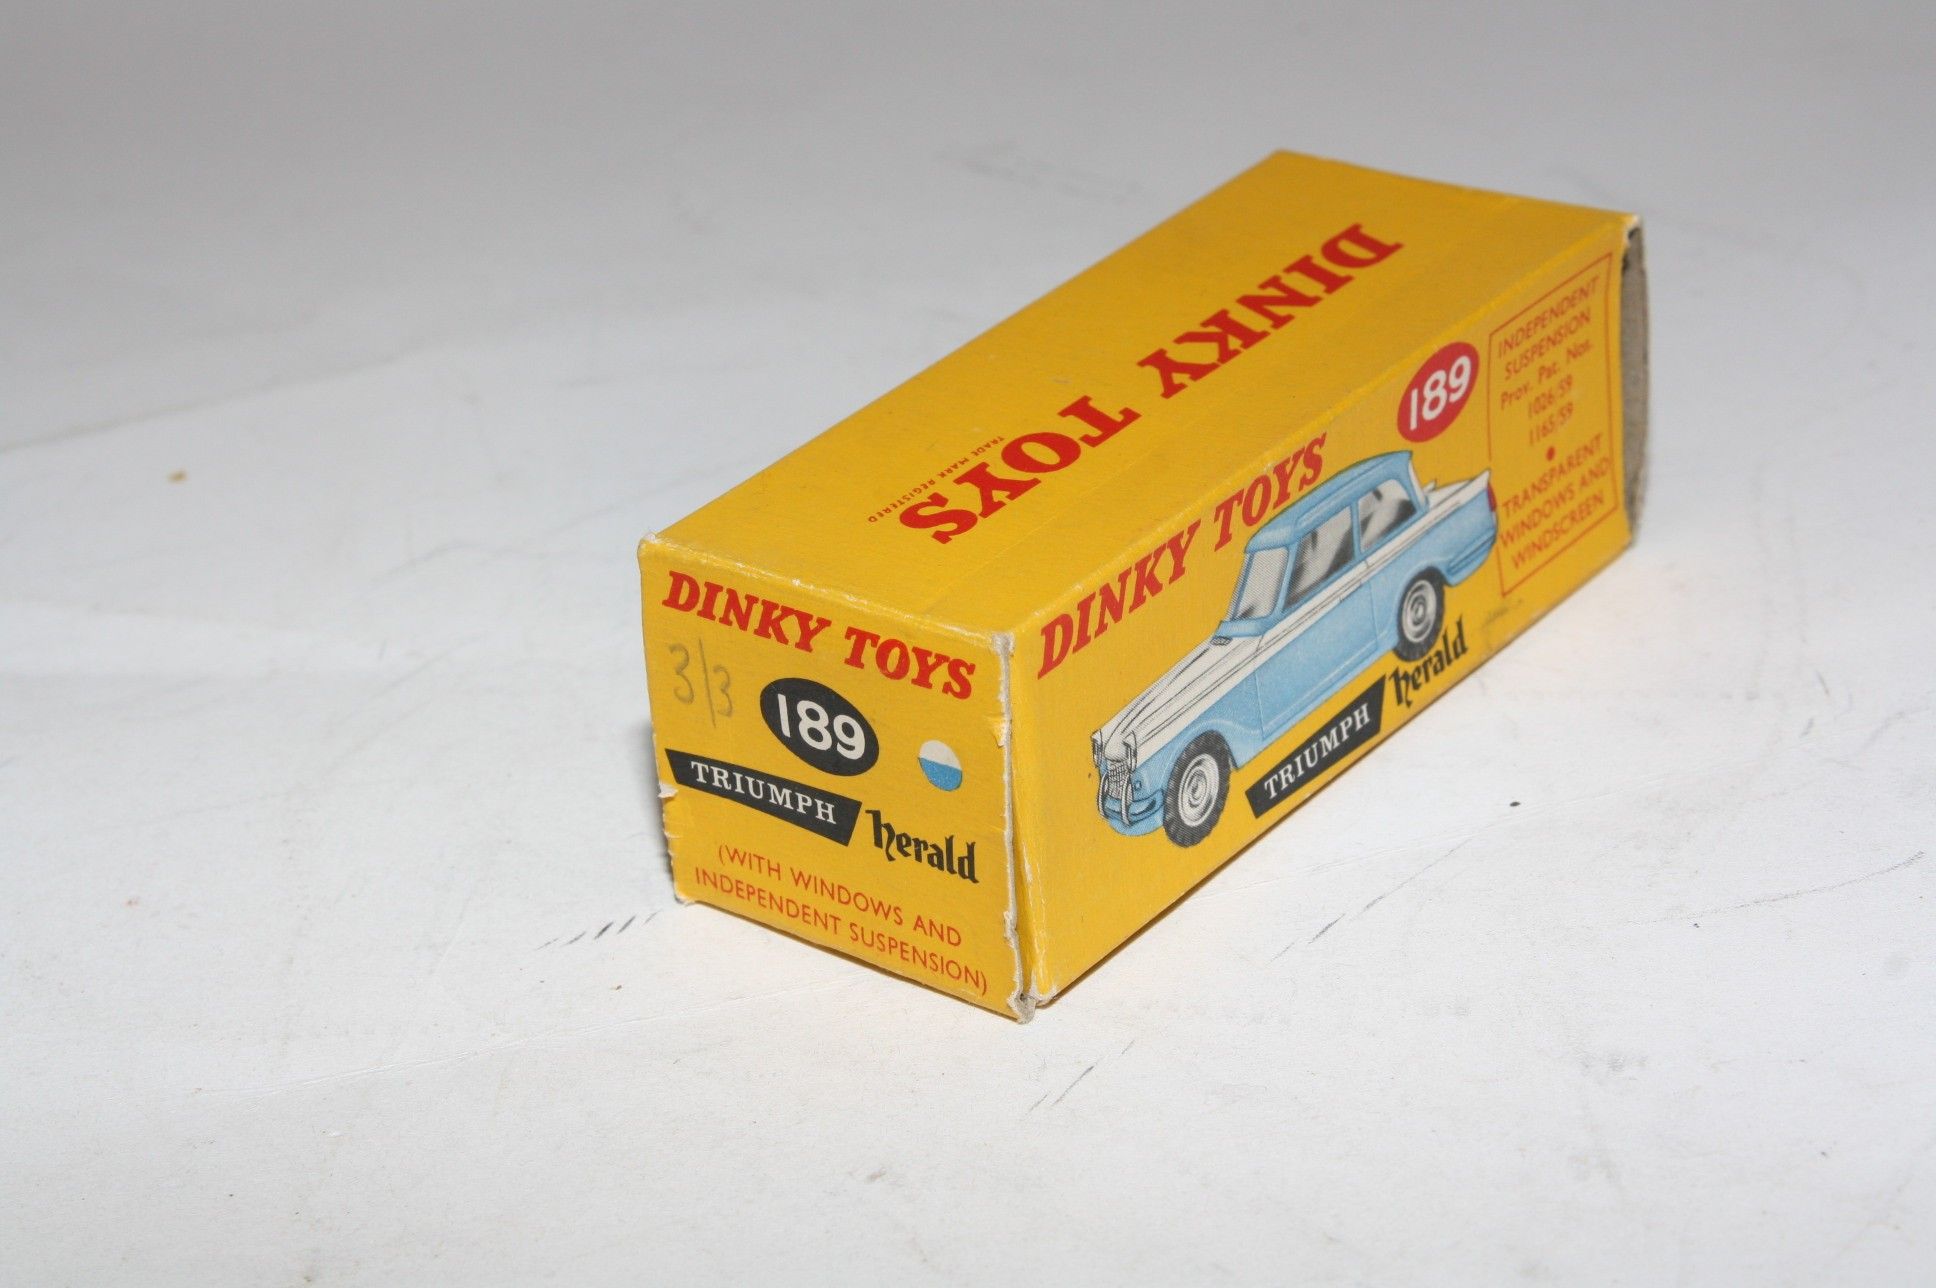 DINKY TOYS
TRADE MARK REGISTERED
DINKY TOYS
3/3
189
TRIUMPH herald
(WITH WINDOWS AND
INDEPENDENT SUSPENSION)
DINKY TOYS
189
TRIUMPH herald
INDEPENDENT
SUSPENSION
Prov. Pat. Nos.
1026/59
1165/59
•
TRANSPARENT
WINDOWS AND
WINDSCREEN